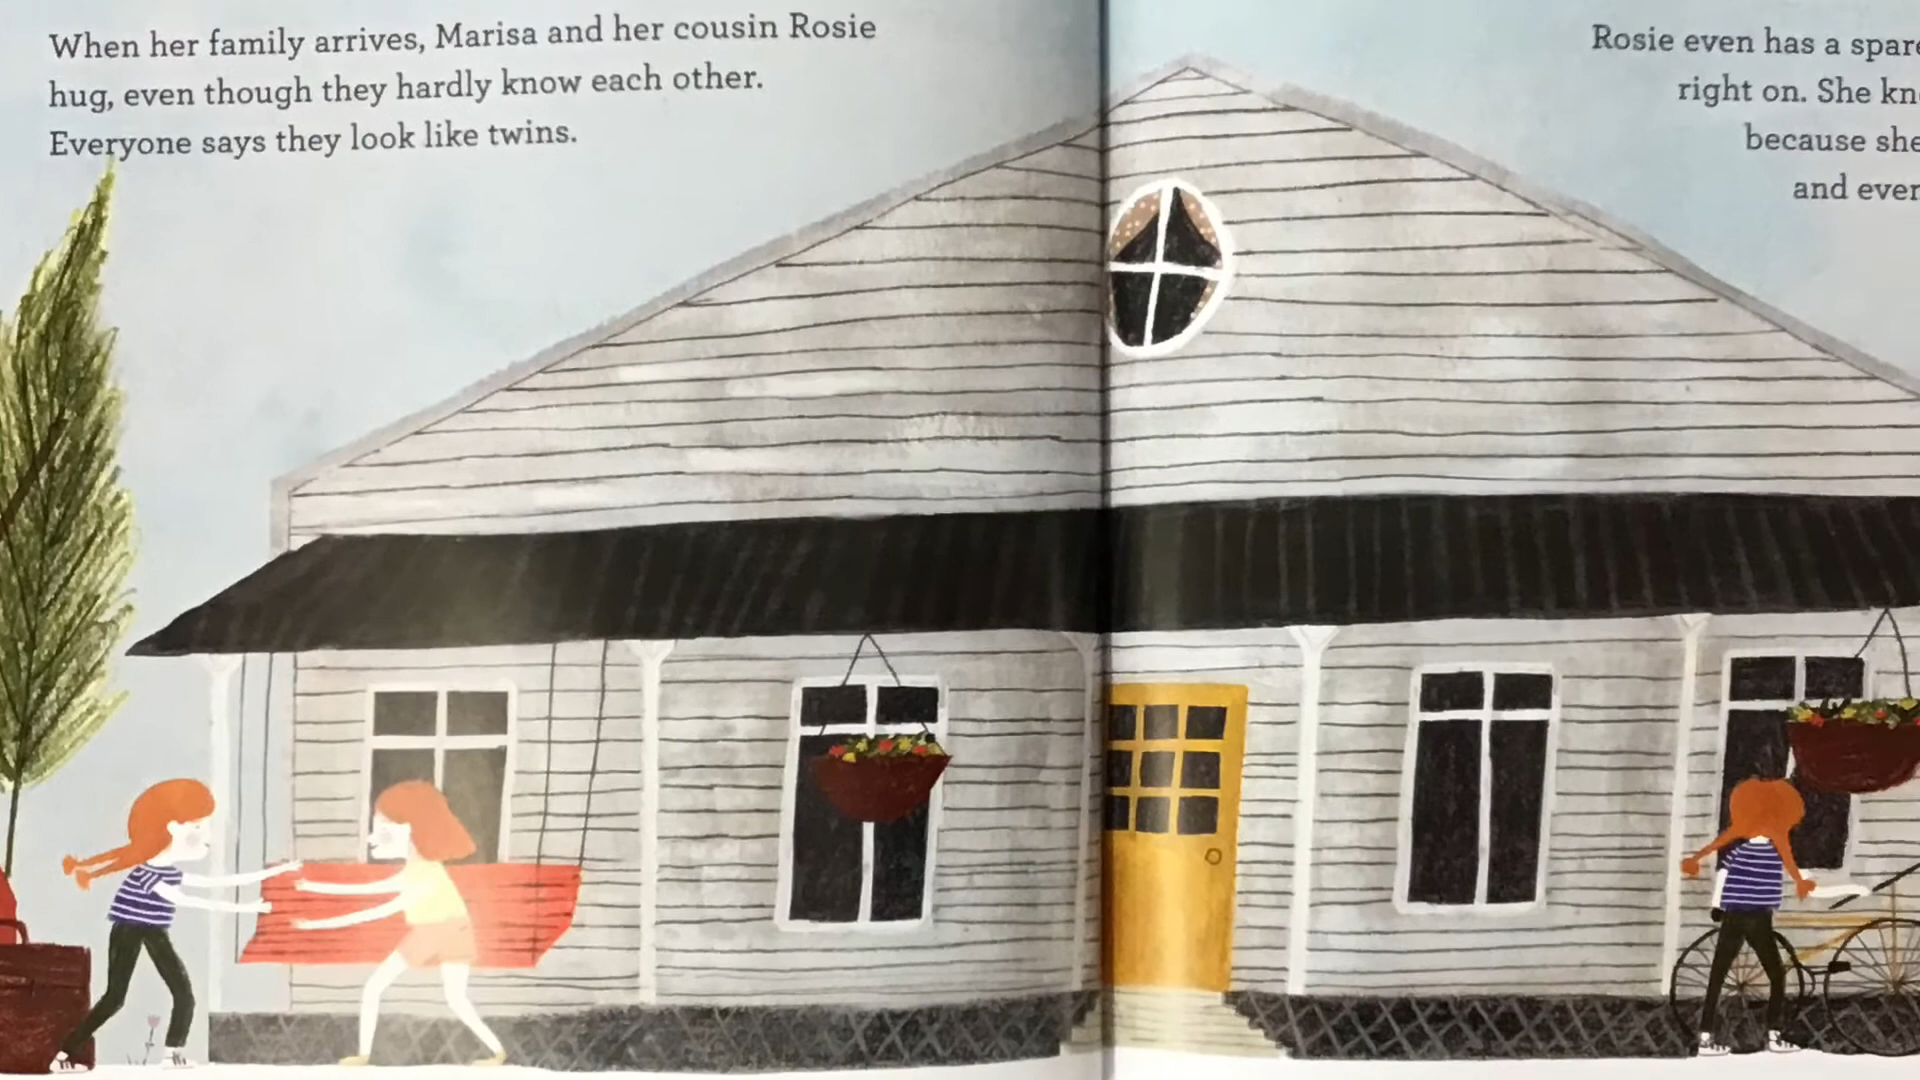 When her family arrives, Marisa and her cousin Rosie
hug, even though they hardly know each other.
Everyone says they look like twins.
Rosie even has a
right on. She
because
and